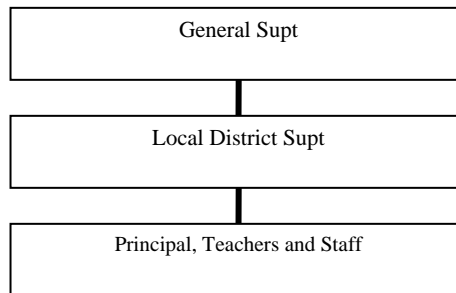 General Supt
Local District Supt
Principal, Teachers and Staff